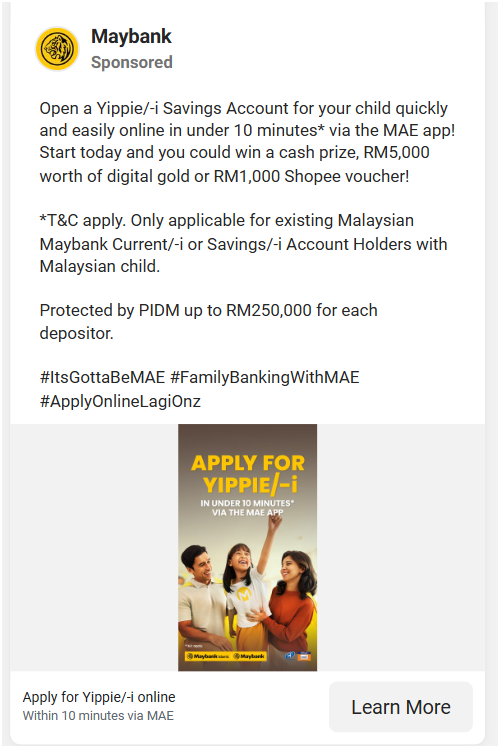 Maybank
Sponsored
Open a Yippie/-i Savings Account for your child quickly
and easily online in under 10 minutes* via the MAE app!
Start today and you could win a cash prize, RM5,000
worth of digital gold or RM1,000 Shopee voucher!
*T&C apply. Only applicable for existing Malaysian
Maybank Current/-i or Savings/-i Account Holders with
Malaysian child.
Protected by PIDM up to RM250,000 for each
depositor.
#ItsGottaBeMAE #FamilyBankingWithMAE
#ApplyOnlineLagiOnz
APPLY FOR
YIPPIE/-i
IN UNDER 10 MINUTES*
VIA THE MAE APP
M
Maybank Maybank
Apply for Yippie/-i online
Within 10 minutes via MAE
Learn More